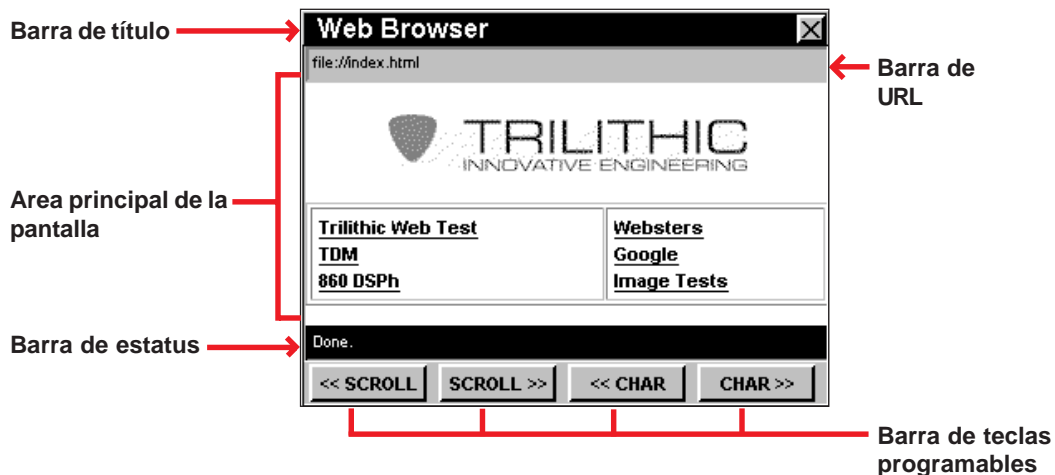 Barra de título
Web Browser
file://index.html
Barra de
URL
TRILITHIC
INNOVATIVE ENGINEERING
Area principal de la
pantalla
Trilithic Web Test
TDM
860 DSPh
Websters
Google
Image Tests
Barra de estatus
Done.
<< SCROLL
SCROLL >>
<< CHAR
CHAR >>
Barra de teclas
programables